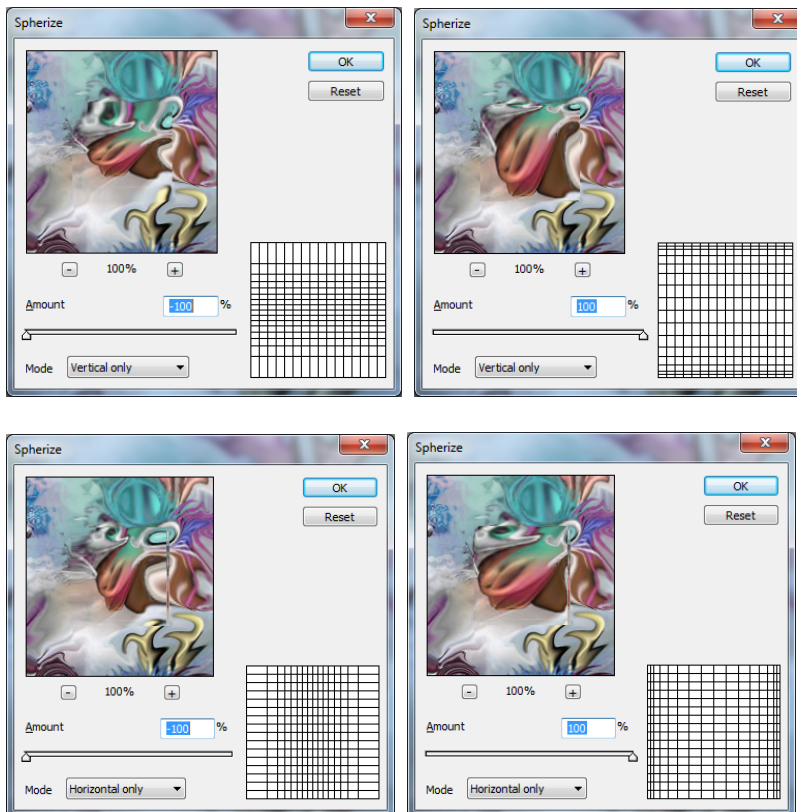 Spherize
OK
Reset
- 100% +
Amount -100 %
Mode Vertical only
Spherize
OK
Reset
- 100% +
Amount 100 %
Mode Vertical only
Spherize
OK
Reset
- 100% +
Amount -100 %
Mode Horizontal only
Spherize
OK
Reset
- 100% +
Amount 100 %
Mode Horizontal only